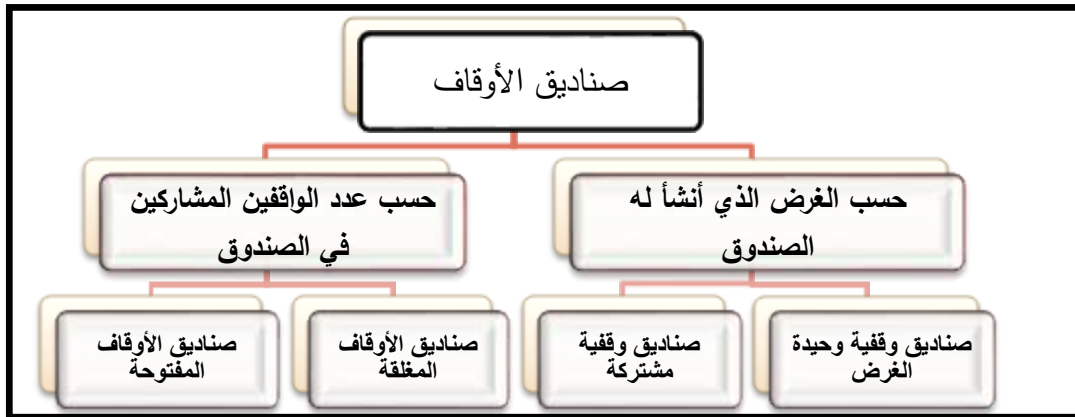 صناديق الأوقاف
حسب الغرض الذي أنشأ له
الصندوق
حسب عدد الواقفين المشاركين
في الصندوق
صناديق وقفية وحيدة
الغرض
صناديق وقفية
مشتركة
صناديق الأوقاف
المغلقة
صناديق الأوقاف
المفتوحة